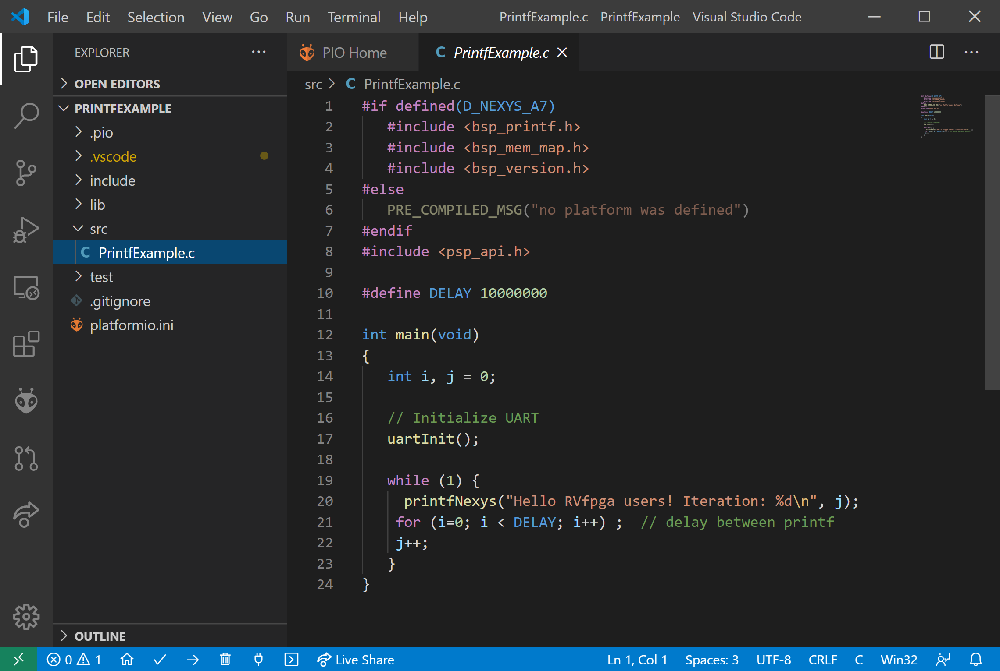 File Edit Selection View Go Run Terminal Help PrintfExample.c - PrintfExample - Visual Studio Code
EXPLORER
OPEN EDITORS
PRINTFEXAMPLE
.pio
.vscode
include
lib
src
C PrintfExample.c
test
.gitignore
platformio.ini
OUTLINE
PIO Home C PrintfExample.c
src > C PrintfExample.c
1 #if defined(D_NEXYS_A7)
2 #include <bsp_printf.h>
3 #include <bsp_mem_map.h>
4 #include <bsp_version.h>
5 #else
6 PRE_COMPILED_MSG("no platform was defined")
7 #endif
8 #include <psp_api.h>
9
10 #define DELAY 10000000
11
12 int main(void)
13 {
14 int i, j = 0;
15
16 // Initialize UART
17 uartInit();
18
19 while (1) {
20 printfNexys("Hello RVfpga users! Iteration: %d\n", j);
21 for (i=0; i < DELAY; i++) ; // delay between printf
22 j++;
23 }
24 }
0 1 Live Share Ln 1, Col 1 Spaces: 3 UTF-8 CRLF C Win32